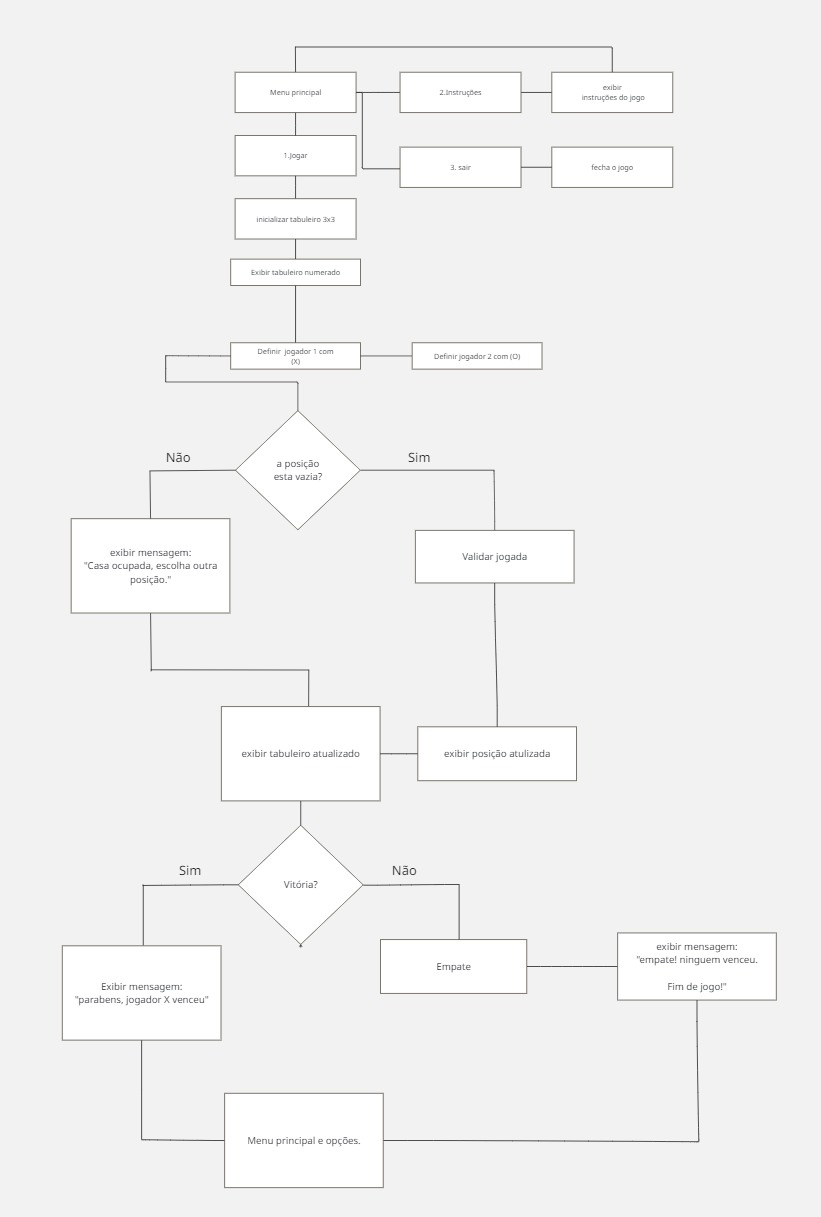 Menu principal
2.Instruções
exibir
instruções do jogo
1.Jogar
3. sair
fecha o jogo
inicializar tabuleiro 3x3
Exibir tabuleiro numerado
Definir jogador 1 com
(X)
Definir jogador 2 com (O)
Não
Sim
a posição
esta vazia?
exibir mensagem:
"Casa ocupada, escolha outra
posição."
Validar jogada
exibir tabuleiro atualizado
exibir posição atulizada
Sim
Não
Vitória?
Exibir mensagem:
"parabens, jogador X venceu"
Empate
exibir mensagem:
"empate! ninguem venceu.
Fim de jogo!"
Menu principal e opções.